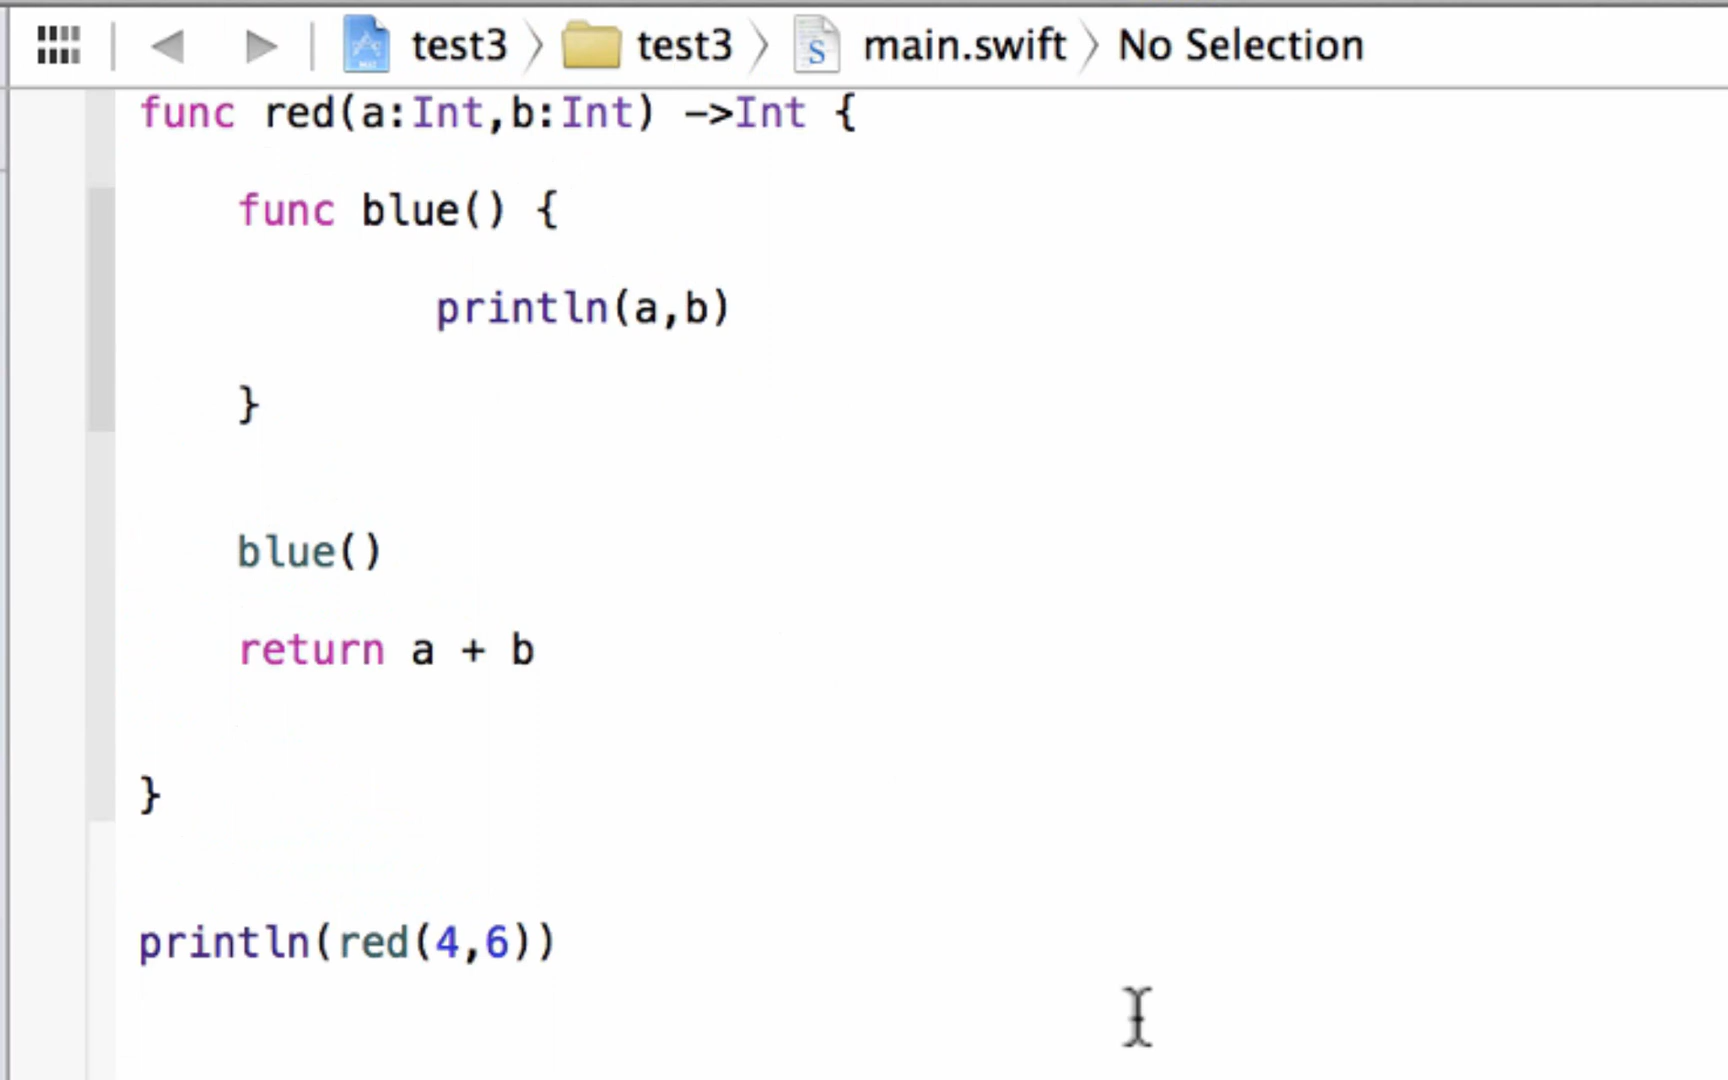 test3 〉 test3 〉 main.swift 〉 No Selection
func red(a:Int,b:Int) ->Int {
    func blue() {
            println(a,b)
    }
    blue()
    return a + b
}
println(red(4,6))